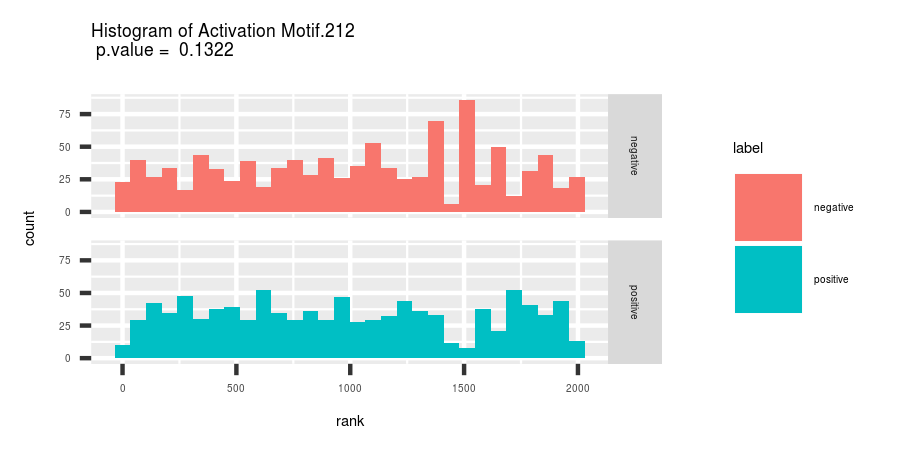 Histogram of Activation Motif.212
p.value = 0.1322
count
75
50
25
0
negative
75
50
25
0
positive
0 500 1000 1500 2000
rank
label
negative
positive